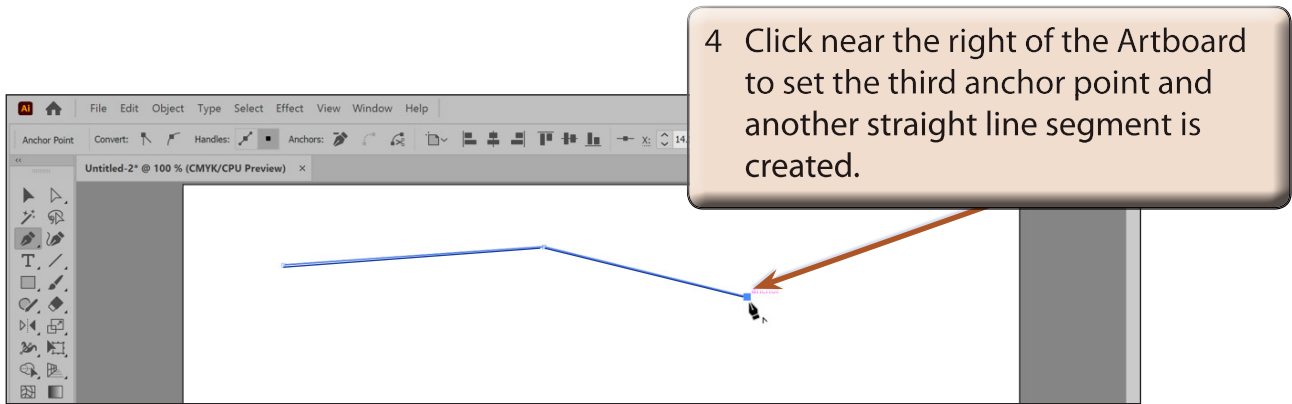 4 Click near the right of the Artboard
to set the third anchor point and
another straight line segment is
created.
Ai File Edit Object Type Select Effect View Window Help
Anchor Point Convert: Handles: Anchors: X: 14.
Untitled-2* @ 100 % (CMYK/CPU Preview) ×